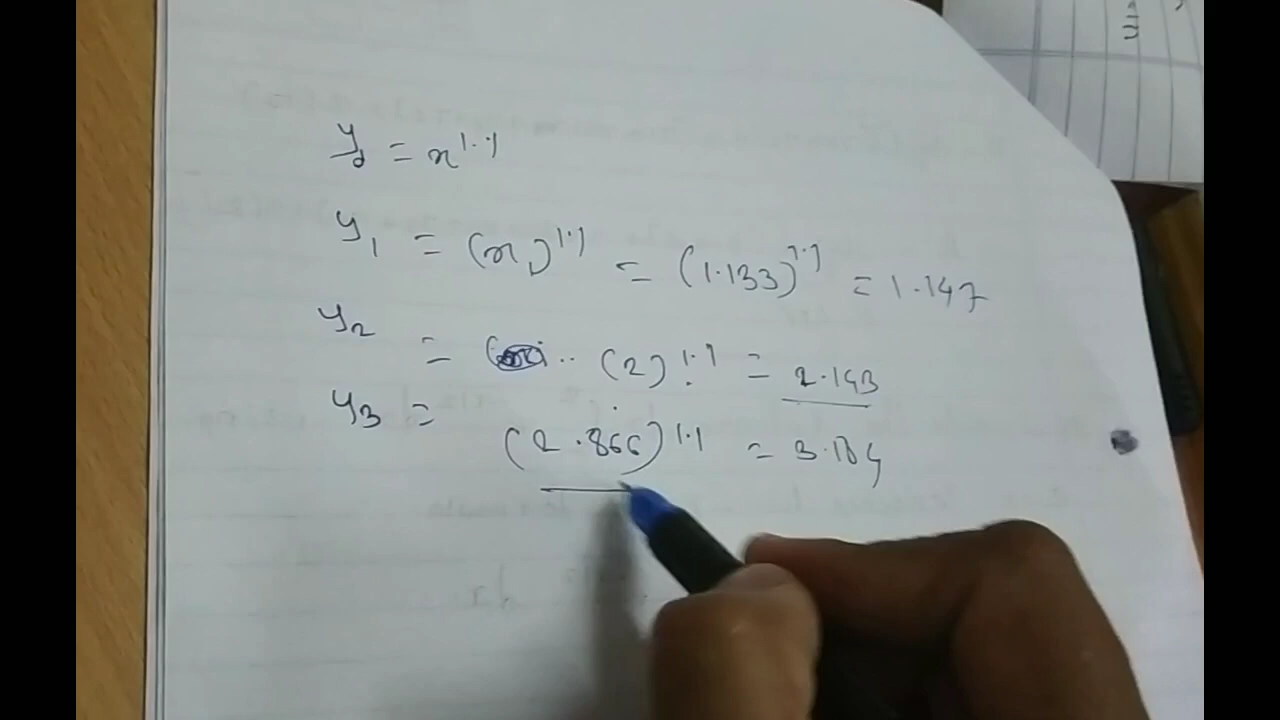 y = x^1.1
y₁ = (x₁)^1.1 = (1.133)^1.1 = 1.147
y₂ = (2)^1.1 = 2.143
y₃ = (2.866)^1.1 = 3.184